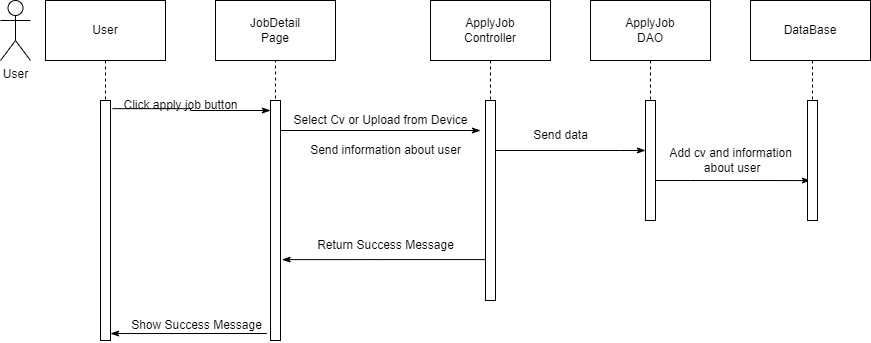 User
User
JobDetail
Page
ApplyJob
Controller
ApplyJob
DAO
DataBase
Click apply job button
Select Cv or Upload from Device
Send information about user
Send data
Add cv and information
about user
Return Success Message
Show Success Message